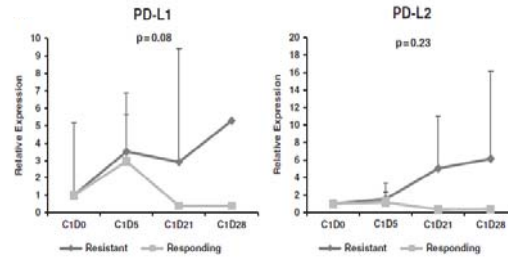 PD-L1
p=0.08
Relative Expression
10
9
8
7
6
5
4
3
2
1
0
C1D0 C1D5 C1D21 C1D28
Resistant Responding
PD-L2
p=0.23
Relative Expression
20
18
16
14
12
10
8
6
4
2
0
C1D0 C1D5 C1D21 C1D28
Resistant Responding